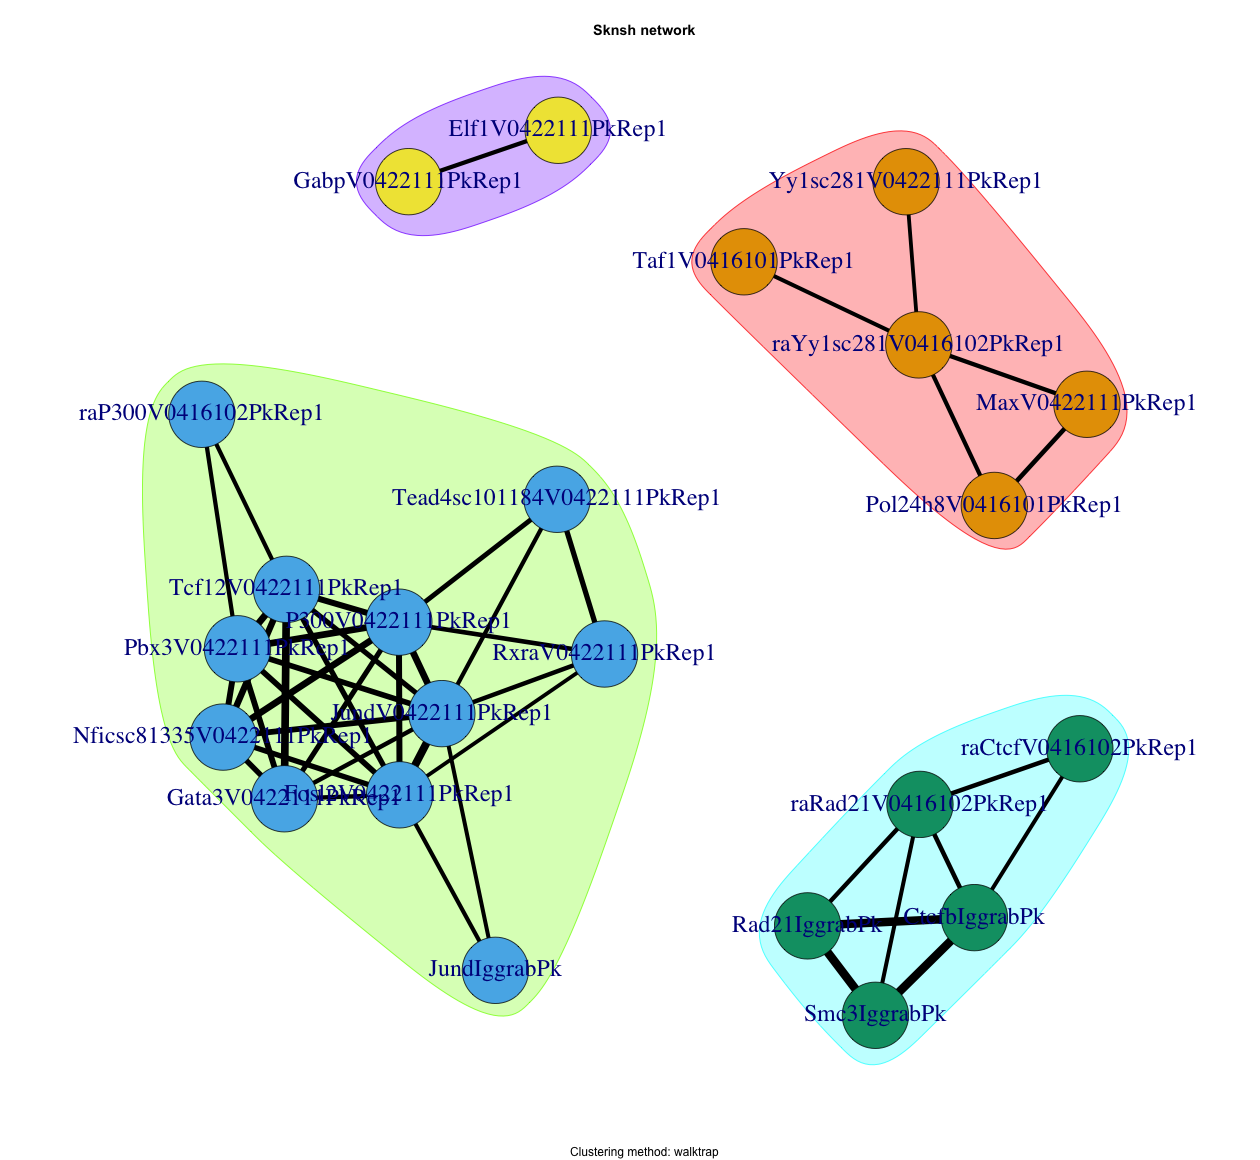 Sknsh network
Elf1V0422111PkRep1
GabpV0422111PkRep1
Yy1sc281V0422111PkRep1
Taf1V0416101PkRep1
raYy1sc281V0416102PkRep1
MaxV0422111PkRep1
raP300V0416102PkRep1
Tead4sc101184V0422111PkRep1
Pol24h8V0416101PkRep1
Tcf12V0422111PkRep1
P300V0422111PkRep1
Pbx3V0422111PkRep1
RxraV0422111PkRep1
JundV0422111PkRep1
Nficsc81335V0422111PkRep1
raCtcfV0416102PkRep1
Gata3V0422111PkRep1
Fosl2V0422111PkRep1
raRad21V0416102PkRep1
Rad21IggrabPk
CtcfbIggrabPk
JundIggrabPk
Smc3IggrabPk
Clustering method: walktrap